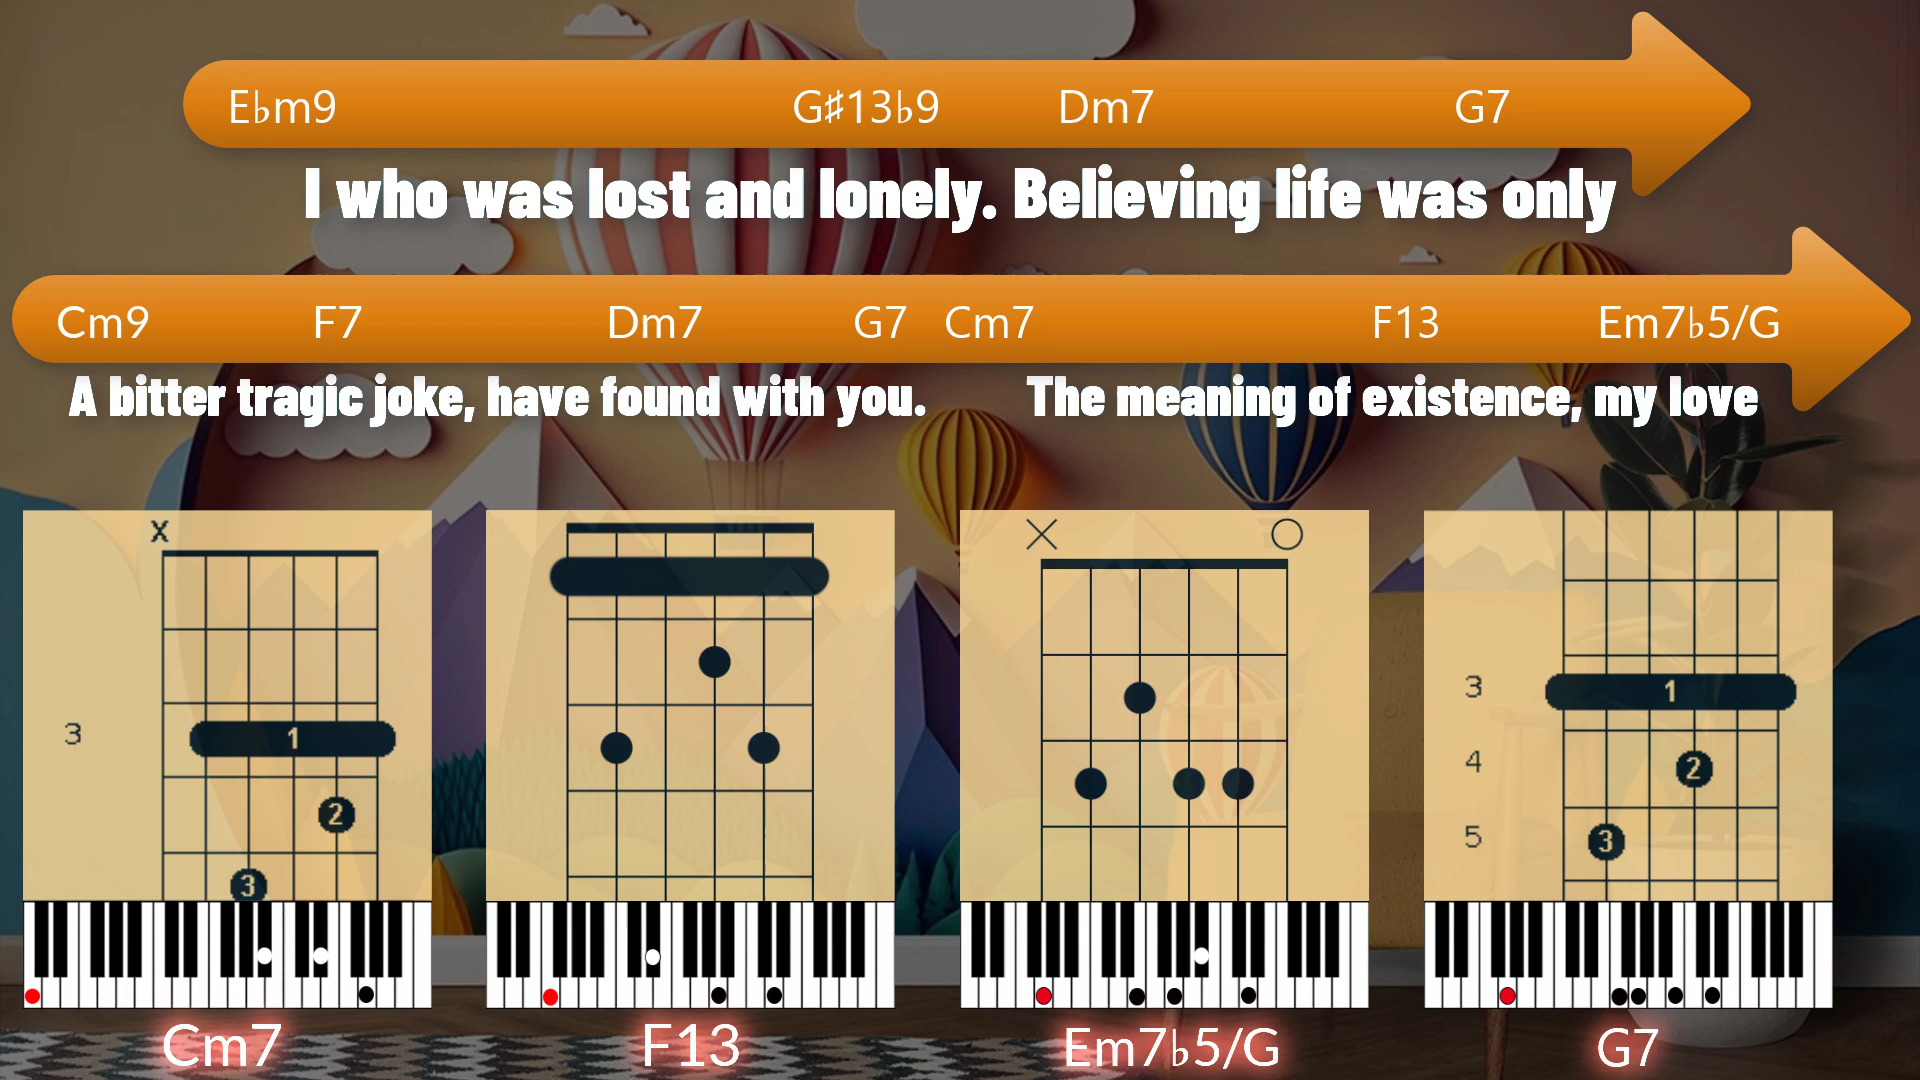 E♭m9 G♯13♭9 Dm7 G7
I who was lost and lonely. Believing life was only
Cm9 F7 Dm7 G7 Cm7 F13 Em7♭5/G
A bitter tragic joke, have found with you. The meaning of existence, my love
X
3
1
2
3
3
1
4
2
5
3
Cm7 F13 Em7♭5/G G7